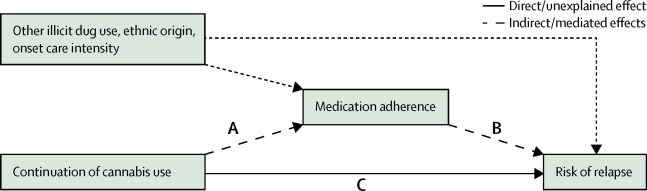 Direct/unexplained effect
Indirect/mediated effects
Other illicit dug use, ethnic origin,
onset care intensity
Medication adherence
A
B
Continuation of cannabis use
Risk of relapse
C